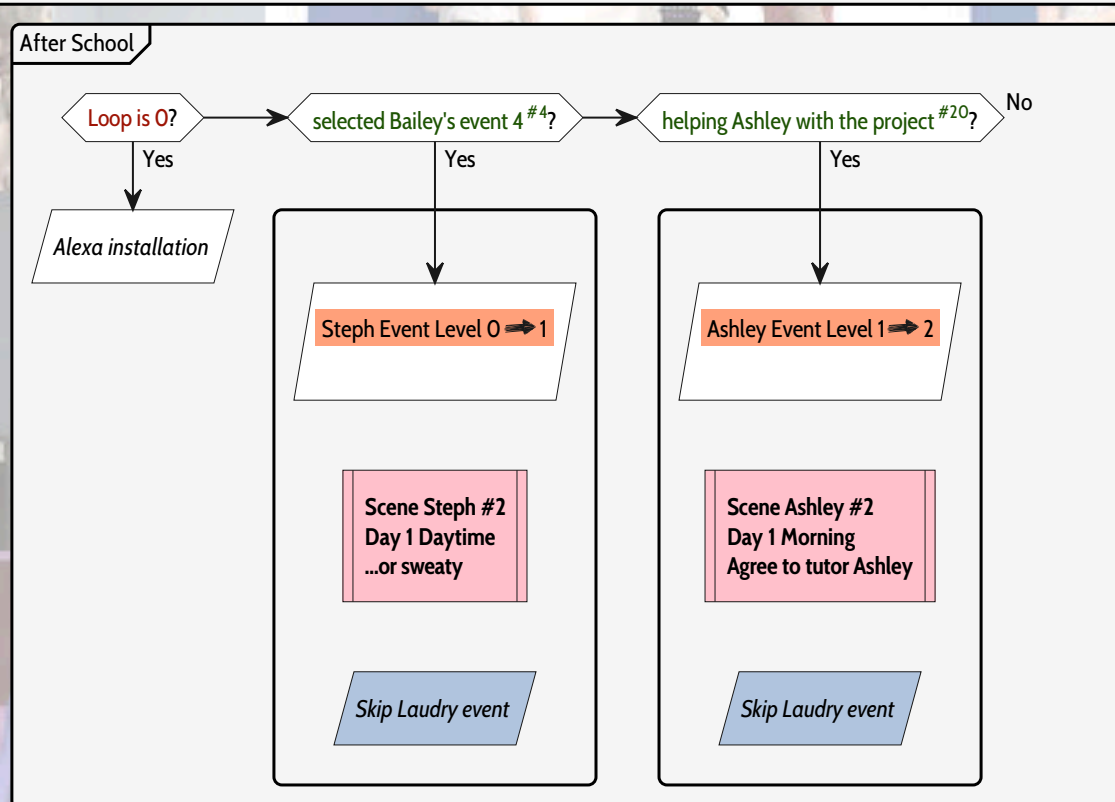 After School
Loop is 0?
selected Bailey's event 4 #4?
helping Ashley with the project #20?
No
Yes
Yes
Yes
Alexa installation
Steph Event Level 0 ➠ 1
Ashley Event Level 1 ➠ 2
Scene Steph #2
Day 1 Daytime
...or sweaty
Scene Ashley #2
Day 1 Morning
Agree to tutor Ashley
Skip Laudry event
Skip Laudry event